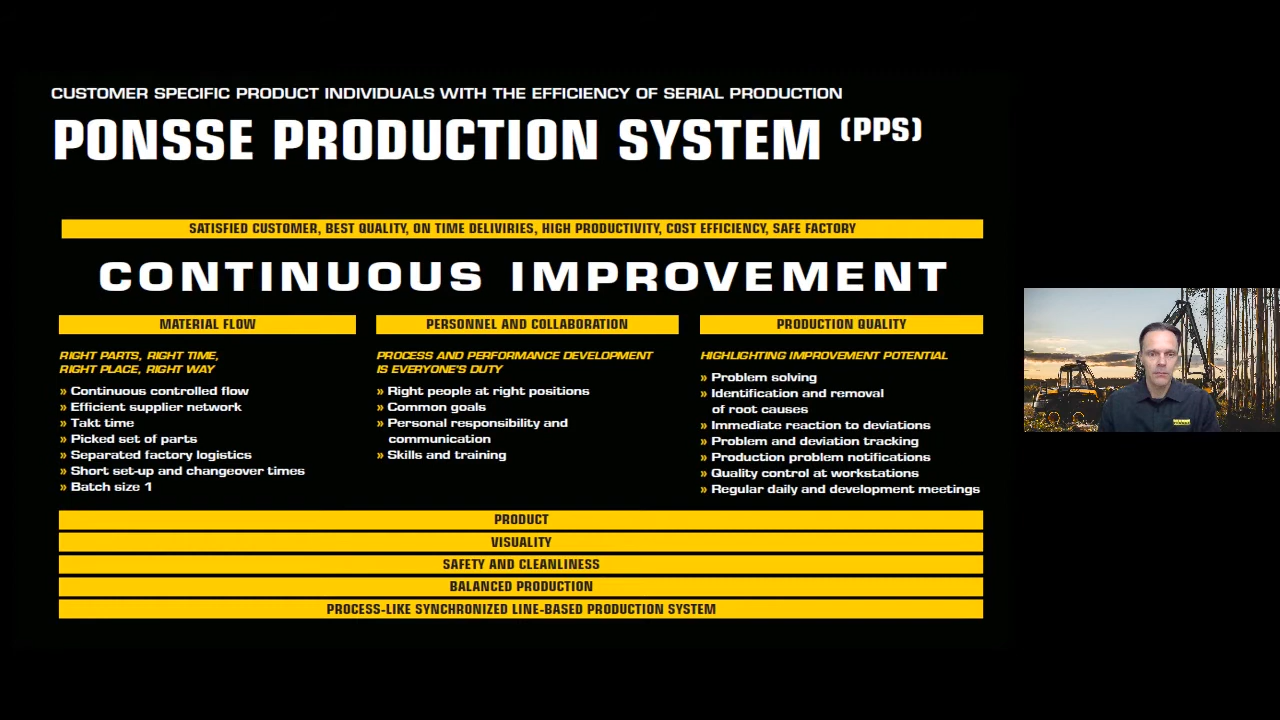 CUSTOMER SPECIFIC PRODUCT INDIVIDUALS WITH THE EFFICIENCY OF SERIAL PRODUCTION
PONSSE PRODUCTION SYSTEM (PPS)
SATISFIED CUSTOMER, BEST QUALITY, ON TIME DELIVIRIES, HIGH PRODUCTIVITY, COST EFFICIENCY, SAFE FACTORY
CONTINUOUS IMPROVEMENT
MATERIAL FLOW
RIGHT PARTS, RIGHT TIME,
RIGHT PLACE, RIGHT WAY
» Continuous controlled flow
» Efficient supplier network
» Takt time
» Picked set of parts
» Separated factory logistics
» Short set-up and changeover times
» Batch size 1
PERSONNEL AND COLLABORATION
PROCESS AND PERFORMANCE DEVELOPMENT
IS EVERYONE'S DUTY
» Right people at right positions
» Common goals
» Personal responsibility and
communication
» Skills and training
PRODUCTION QUALITY
HIGHLIGHTING IMPROVEMENT POTENTIAL
» Problem solving
» Identification and removal
of root causes
» Immediate reaction to deviations
» Problem and deviation tracking
» Production problem notifications
» Quality control at workstations
» Regular daily and development meetings
PRODUCT
VISUALITY
SAFETY AND CLEANLINESS
BALANCED PRODUCTION
PROCESS-LIKE SYNCHRONIZED LINE-BASED PRODUCTION SYSTEM